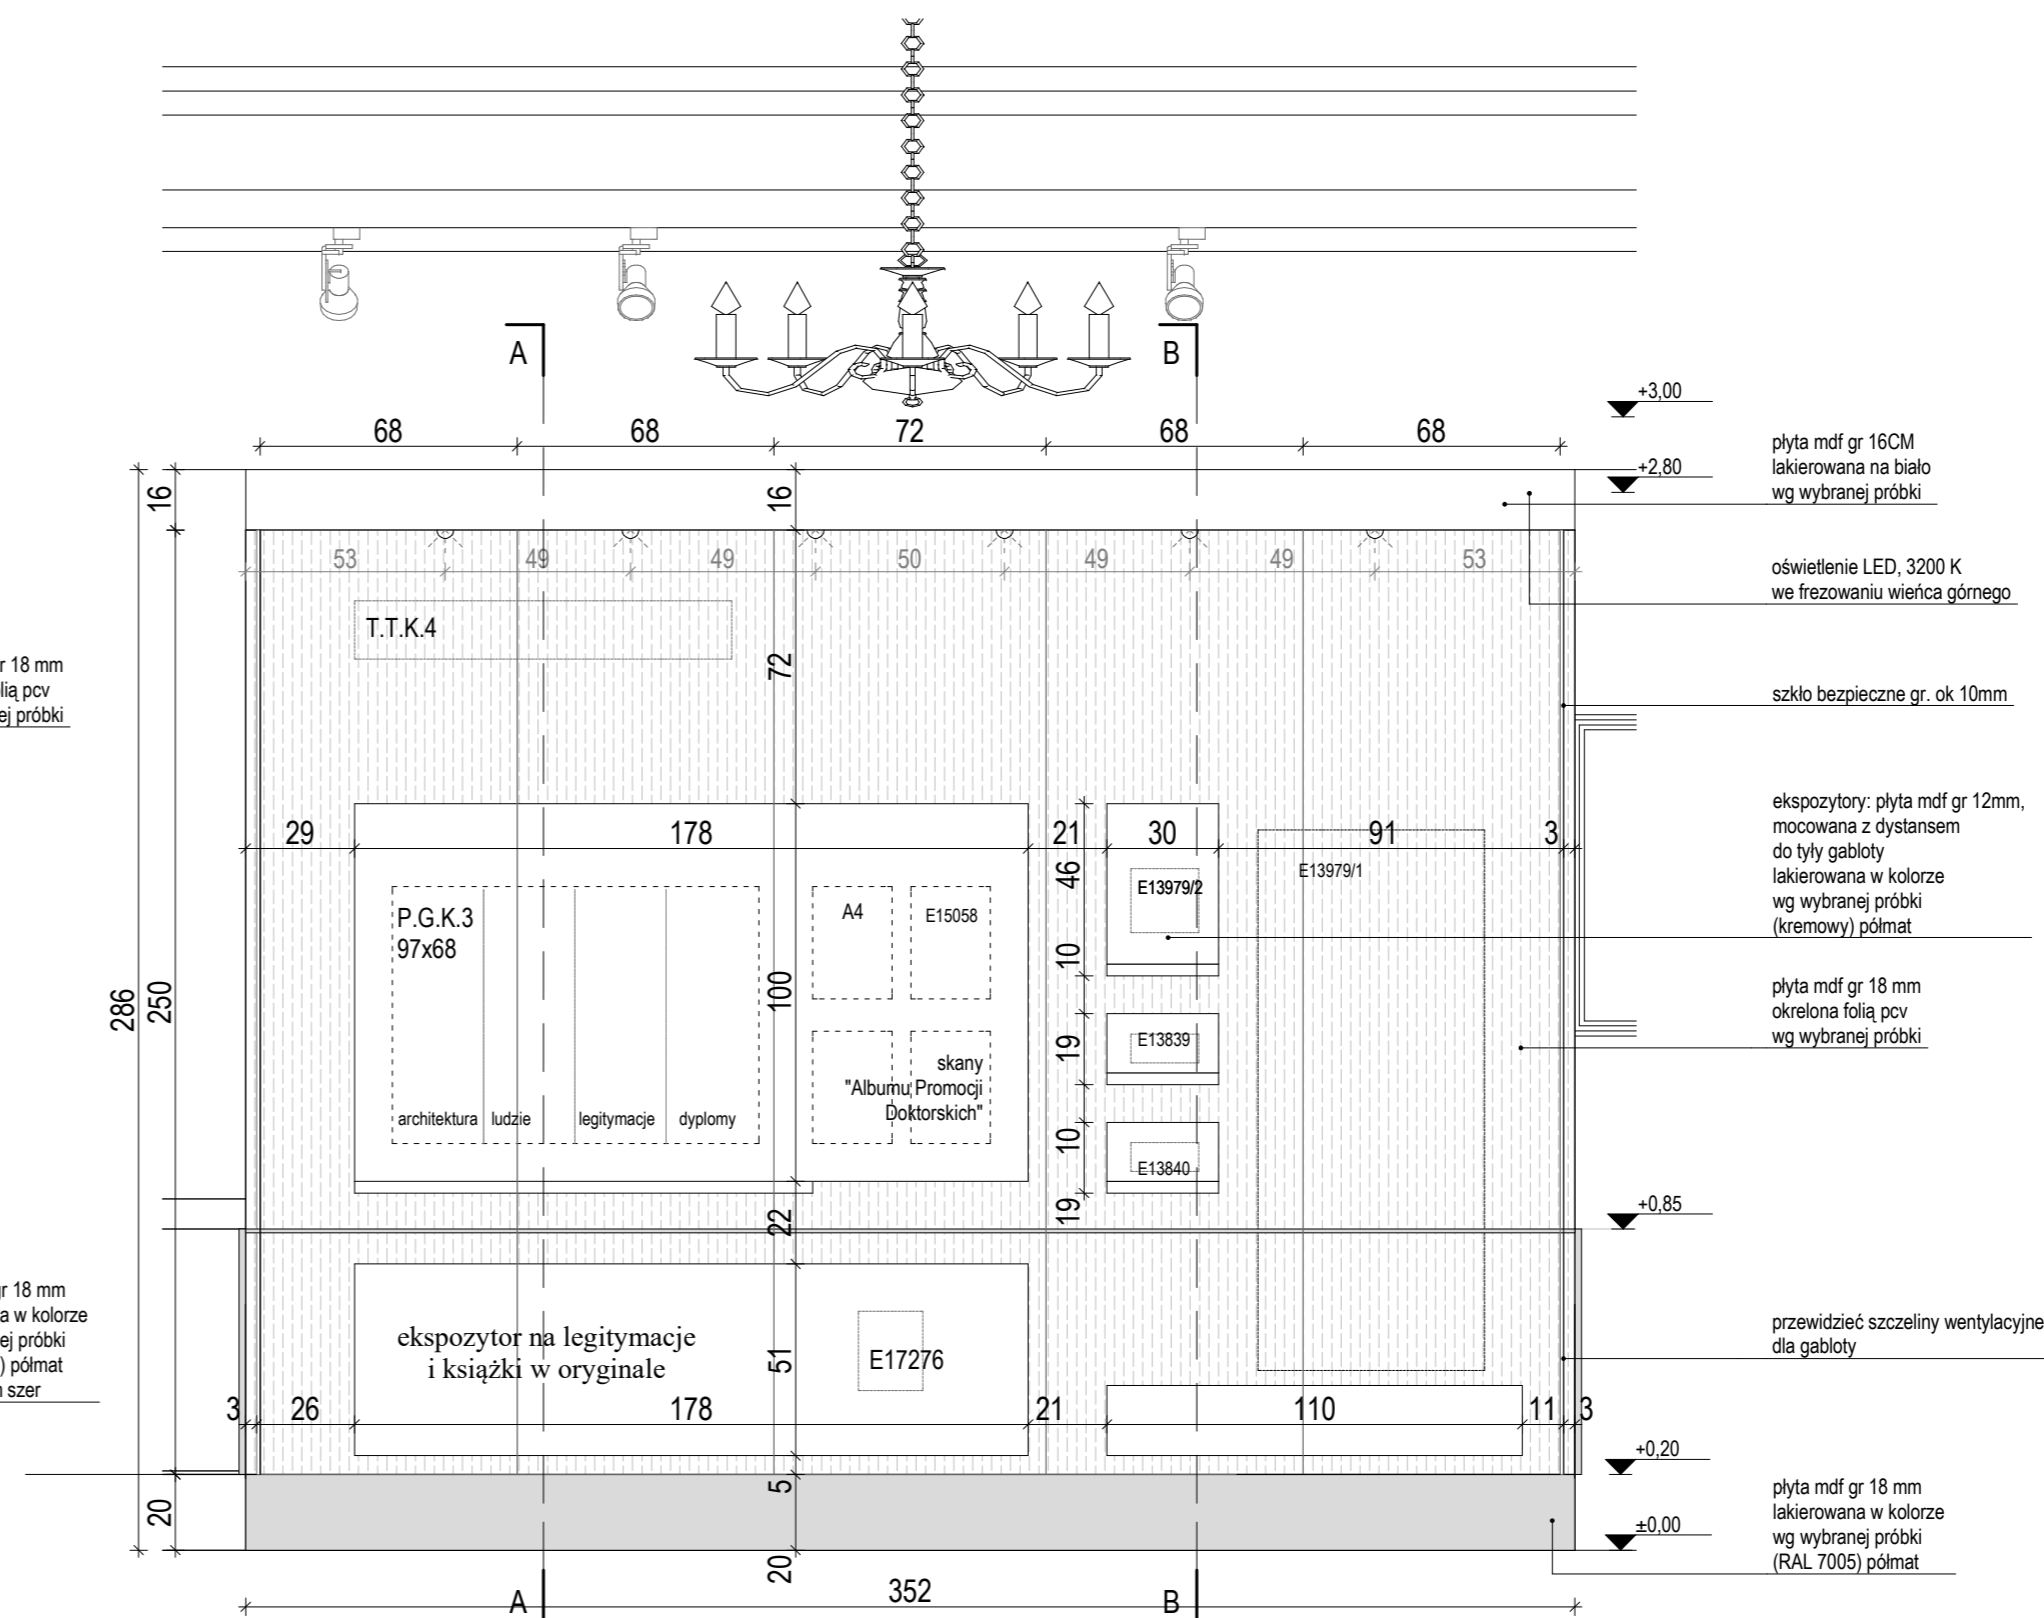 A
B
+3,00
68
68
72
68
68
+2,80
płyta mdf gr 16CM
lakierowana na biało
wg wybranej próbki
16
16
53
49
49
50
49
49
53
oświetlenie LED, 3200 K
we frezowaniu wieńca górnego
T.T.K.4
72
r 18 mm
olią pcv
ej próbki
szkło bezpieczne gr. ok 10mm
29
178
21
30
91
3
46
E13979/2
E13979/1
ekspozytory: płyta mdf gr 12mm,
mocowana z dystansem
do tyły gabloty
lakierowana w kolorze
wg wybranej próbki
(kremowy) półmat
P.G.K.3
97x68
A4
E15058
10
286
250
100
płyta mdf gr 18 mm
okrelona folią pcv
wg wybranej próbki
19
E13839
skany
"Albumu Promocji
Doktorskich"
architektura
ludzie
legitymacje
dyplomy
10
E13840
19
22
+0,85
gr 18 mm
a w kolorze
ej próbki
) półmat
szer
ekspozytor na legitymacje
i książki w oryginale
51
E17276
przewidzieć szczeliny wentylacyjne
dla gabloty
3
26
178
21
110
11
3
+0,20
5
20
płyta mdf gr 18 mm
lakierowana w kolorze
wg wybranej próbki
(RAL 7005) półmat
±0,00
20
352
A
B